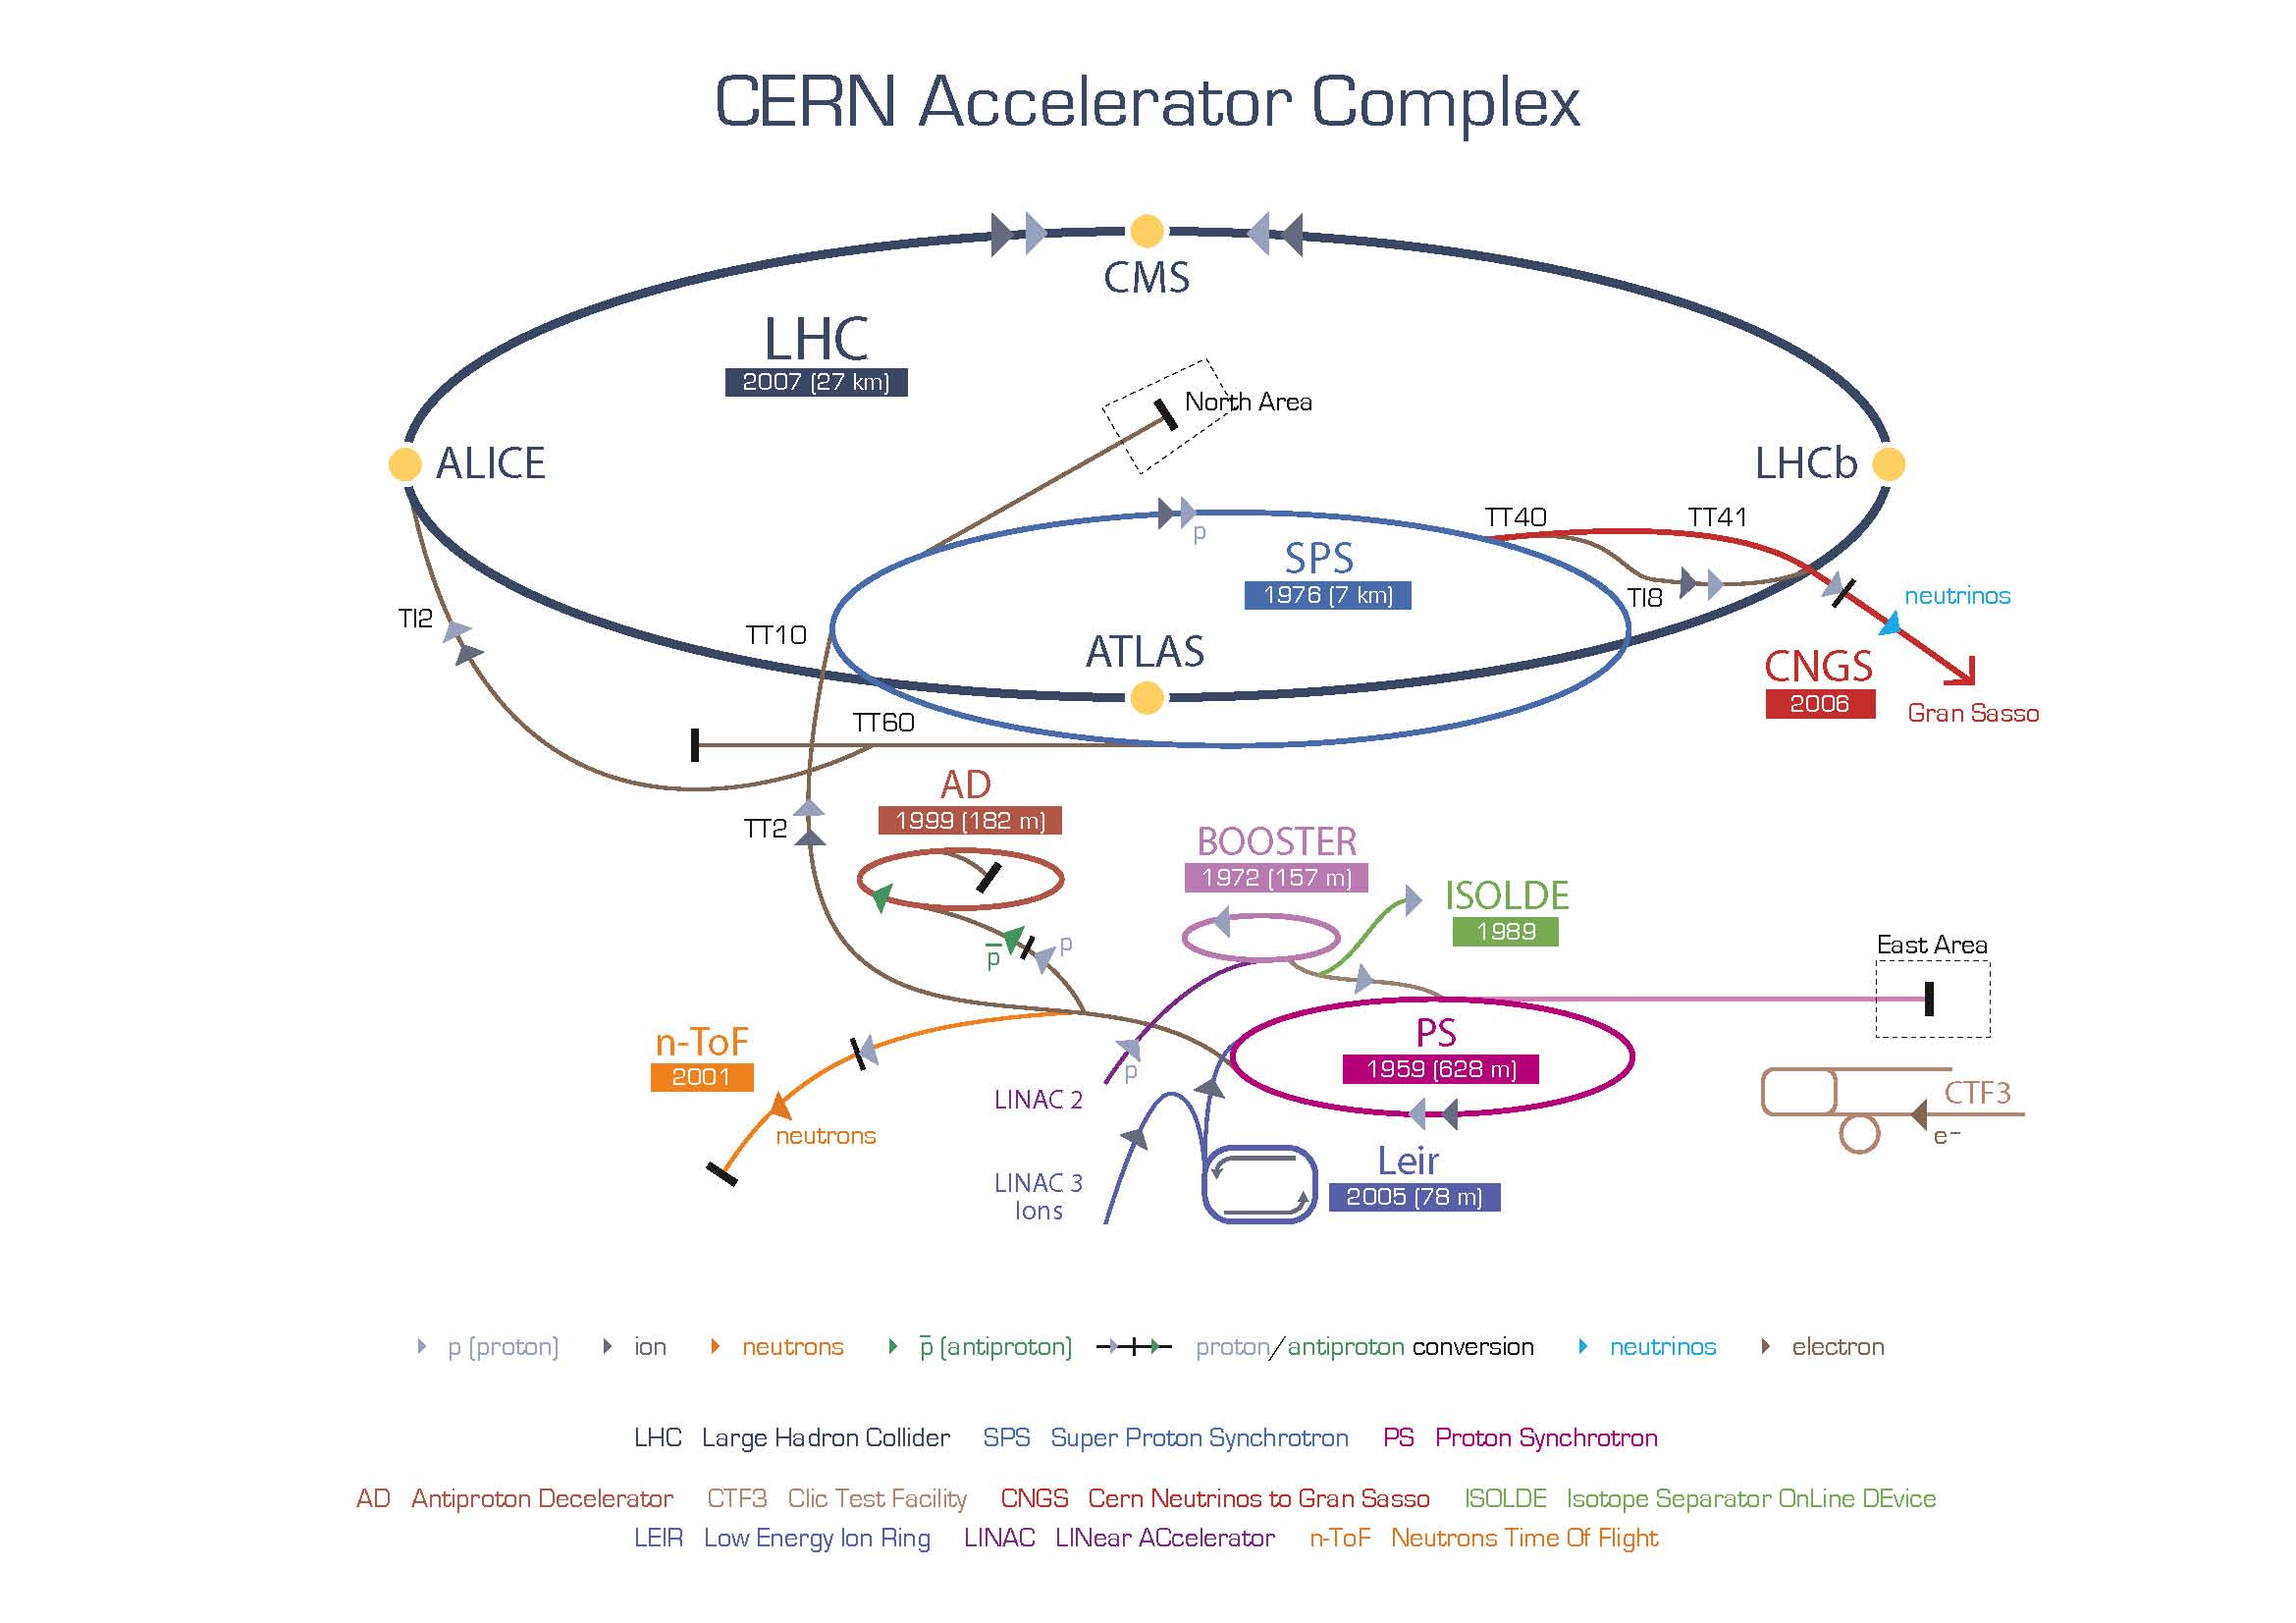 CERN Accelerator Complex
CMS
LHC
2007 (27 km)
North Area
ALICE
LHCb
TT40
TT41
p
SPS
1976 (7 km)
TI8
neutrinos
TI2
TT10
ATLAS
CNGS
2006
Gran Sasso
TT60
AD
1999 (182 m)
TT2
BOOSTER
1972 (157 m)
ISOLDE
1989
East Area
p
p̄
n-ToF
2001
PS
1959 (628 m)
p
LINAC 2
CTF3
e⁻
neutrons
Leir
2005 (78 m)
LINAC 3
Ions
p (proton) ion neutrons p̄ (antiproton) proton/antiproton conversion neutrinos electron
LHC Large Hadron Collider SPS Super Proton Synchrotron PS Proton Synchrotron
AD Antiproton Decelerator CTF3 Clic Test Facility CNGS Cern Neutrinos to Gran Sasso ISOLDE Isotope Separator OnLine DEvice
LEIR Low Energy Ion Ring LINAC LINear ACcelerator n-ToF Neutrons Time Of Flight